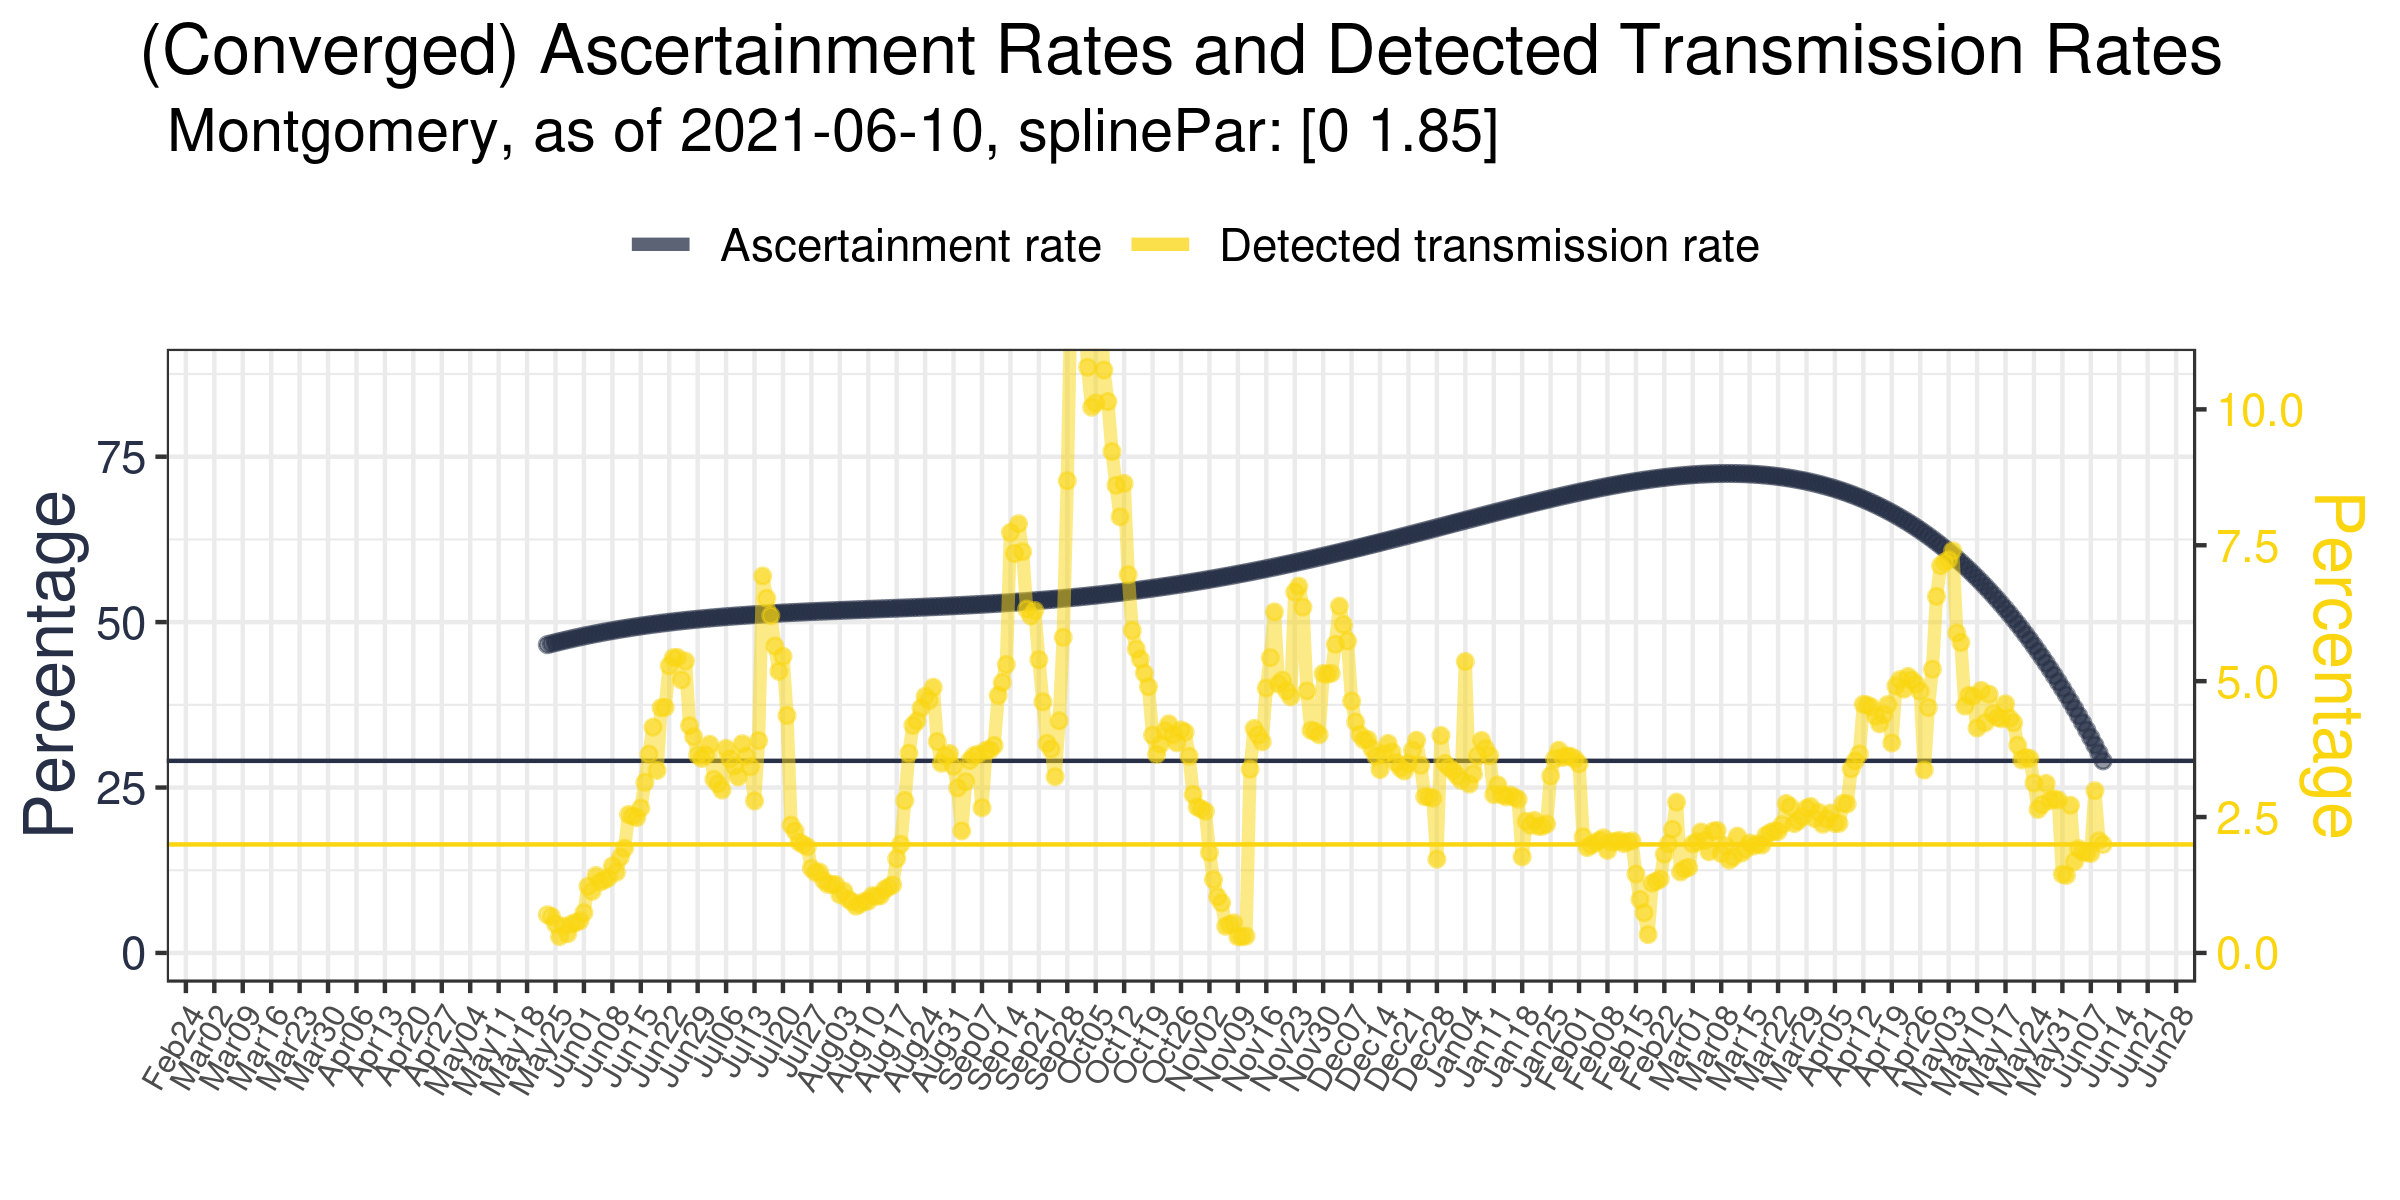 (Converged) Ascertainment Rates and Detected Transmission Rates
Montgomery, as of 2021-06-10, splinePar: [0 1.85]
Ascertainment rate
Detected transmission rate
Percentage
75
50
25
0
10.0
7.5
5.0
2.5
0.0
Percentage
Feb24
Mar02
Mar09
Mar16
Mar23
Mar30
Apr06
Apr13
Apr20
Apr27
May04
May11
May18
May25
Jun01
Jun08
Jun15
Jun22
Jun29
Jul06
Jul13
Jul20
Jul27
Aug03
Aug10
Aug17
Aug24
Aug31
Sep07
Sep14
Sep21
Sep28
Oct05
Oct12
Oct19
Oct26
Nov02
Nov09
Nov16
Nov23
Nov30
Dec07
Dec14
Dec21
Dec28
Jan04
Jan11
Jan18
Jan25
Feb01
Feb08
Feb15
Feb22
Mar01
Mar08
Mar15
Mar22
Mar29
Apr05
Apr12
Apr19
Apr26
May03
May10
May17
May24
May31
Jun07
Jun14
Jun21
Jun28